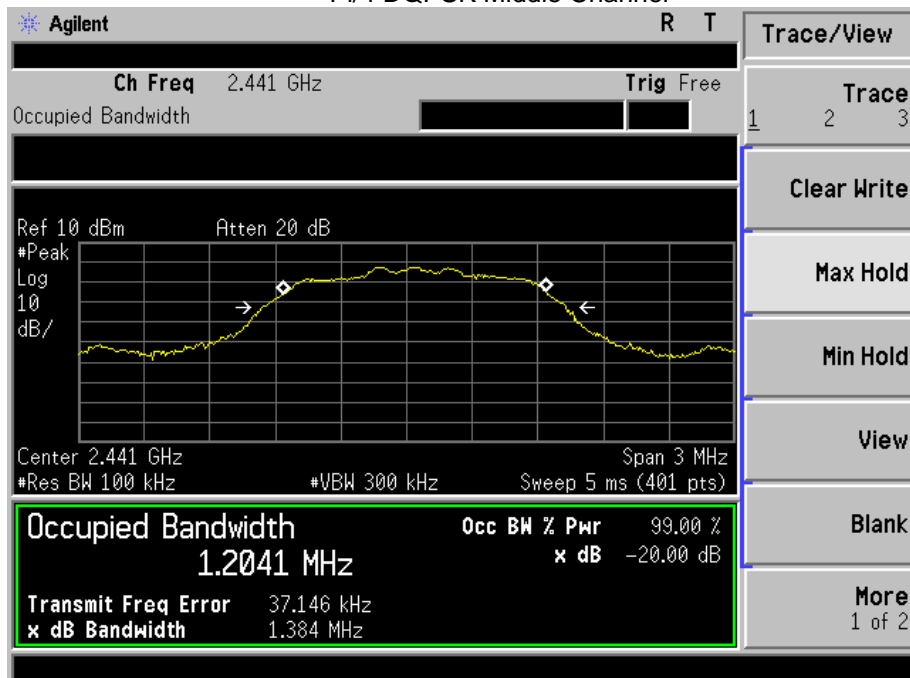 Agilent R T
Trace/View
Ch Freq 2.441 GHz Trig Free
Occupied Bandwidth
Trace
1 2 3
Clear Write
Ref 10 dBm Atten 20 dB
#Peak
Log
10
dB/
Max Hold
Min Hold
View
Center 2.441 GHz Span 3 MHz
#Res BW 100 kHz #VBW 300 kHz Sweep 5 ms (401 pts)
Occupied Bandwidth Occ BW % Pwr 99.00 %
1.2041 MHz x dB -20.00 dB
Blank
Transmit Freq Error 37.146 kHz
x dB Bandwidth 1.384 MHz
More
1 of 2